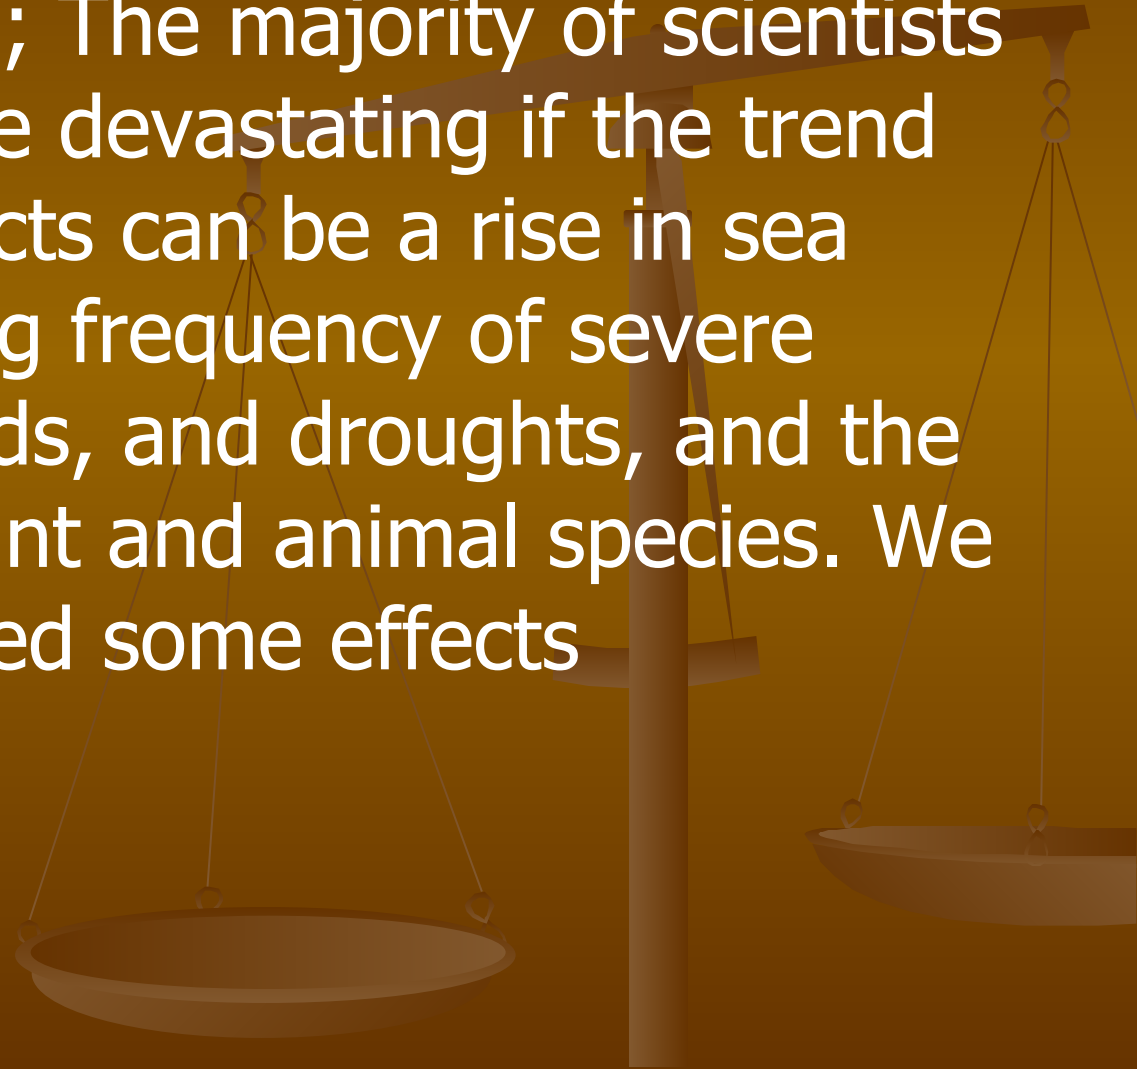 ; The majority of scientists
e devastating if the trend
cts can be a rise in sea
g frequency of severe
ds, and droughts, and the
nt and animal species. We
ed some effects